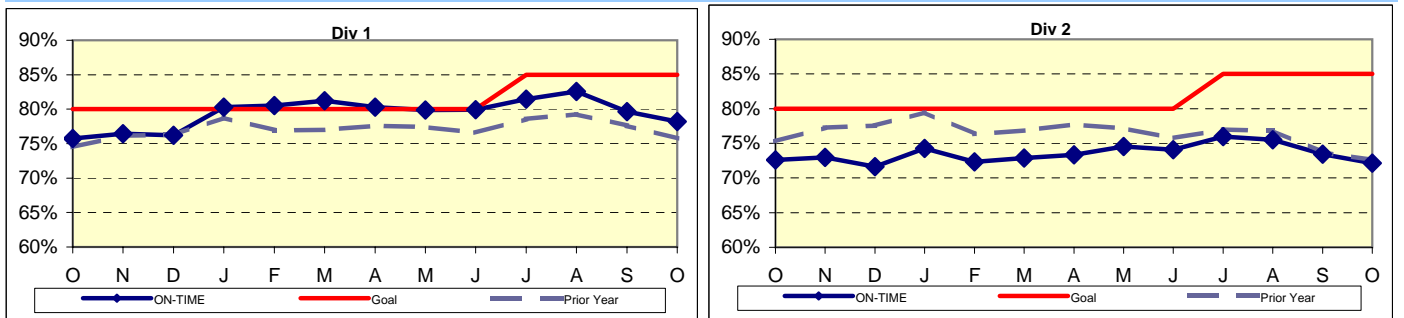 Div 1
90%
85%
80%
75%
70%
65%
60%
O N D J F M A M J J A S O
ON-TIME Goal Prior Year
Div 2
90%
85%
80%
75%
70%
65%
60%
O N D J F M A M J J A S O
ON-TIME Goal Prior Year